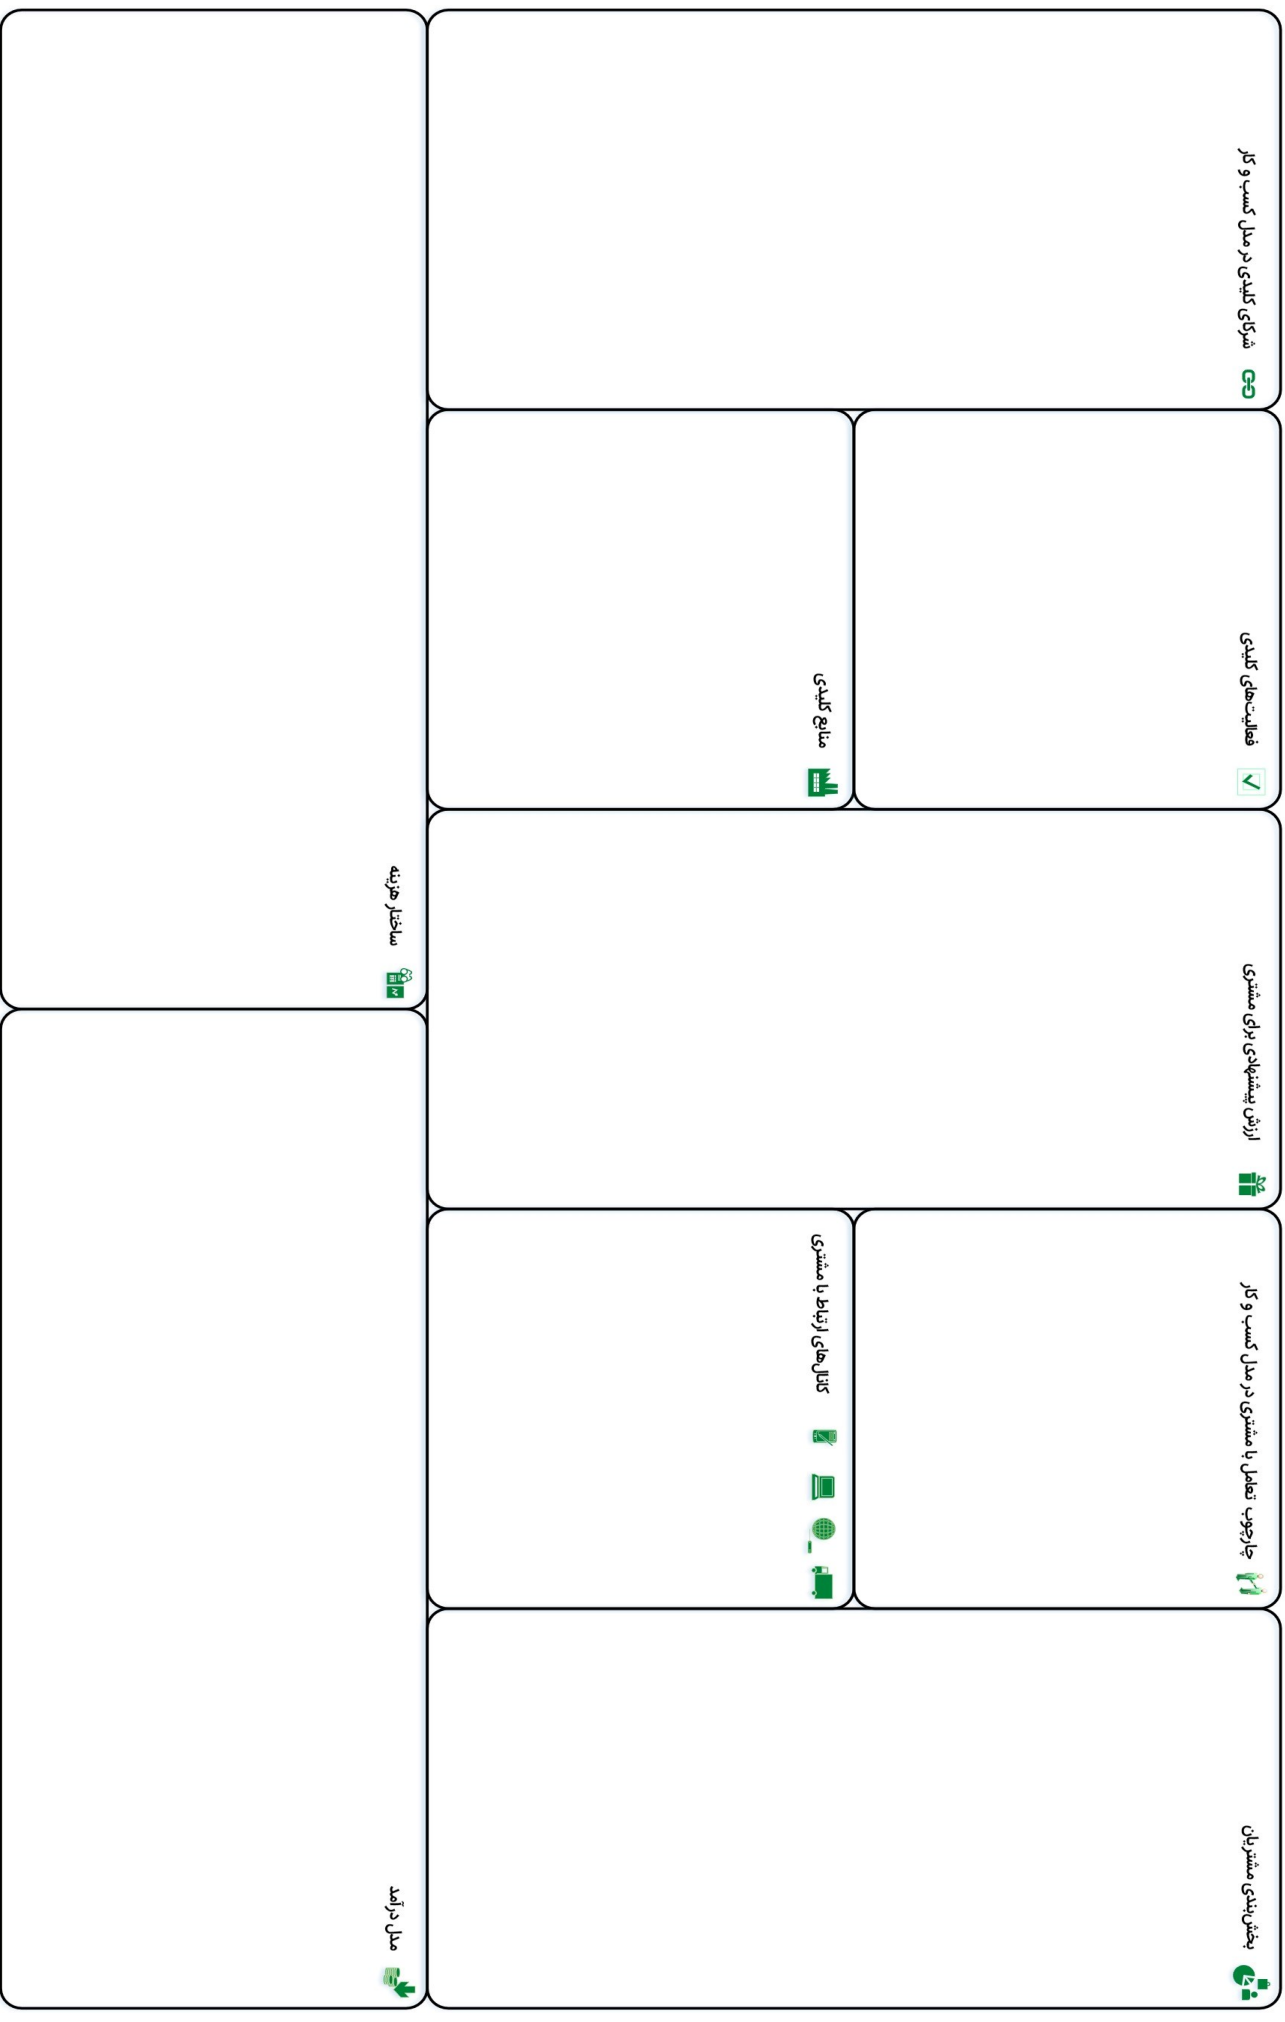 شرکای کلیدی در مدل کسب و کار
فعالیت‌های کلیدی
منابع کلیدی
ارزش پیشنهادی برای مشتری
چارچوب تعامل با مشتری در مدل کسب و کار
کانال‌های ارتباط با مشتری
بخش‌بندی مشتریان
ساختار هزینه
مدل درآمد